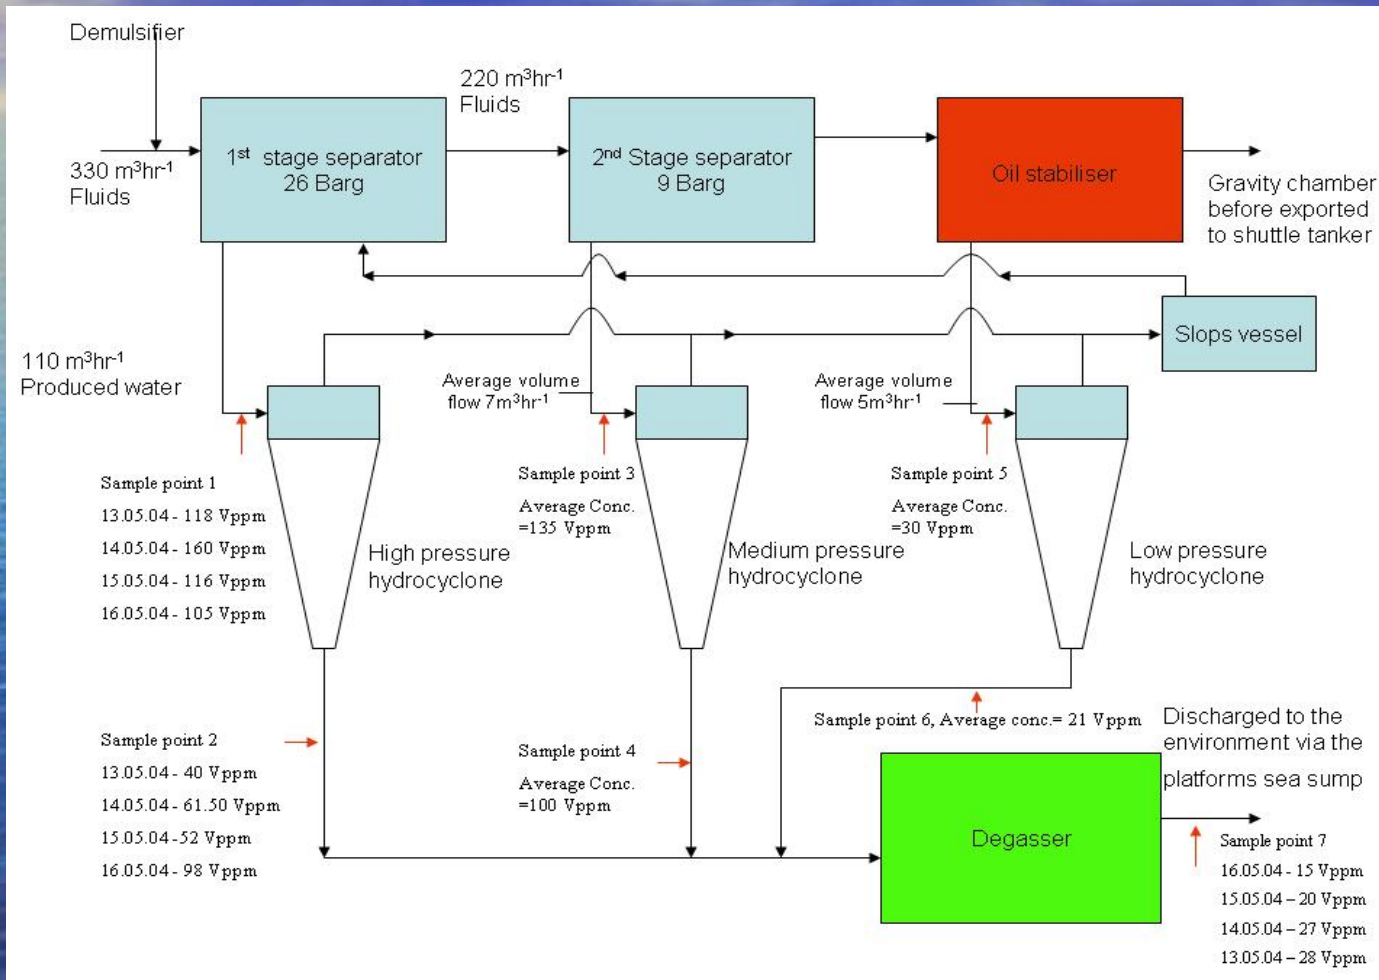 Demulsifier
220 m³hr⁻¹
Fluids
1st stage separator
26 Barg
2nd Stage separator
9 Barg
Oil stabiliser
330 m³hr⁻¹
Fluids
Gravity chamber
before exported
to shuttle tanker
Slops vessel
110 m³hr⁻¹
Produced water
Average volume
flow 7m³hr⁻¹
Average volume
flow 5m³hr⁻¹
Sample point 1
13.05.04 - 118 Vppm
14.05.04 - 160 Vppm
15.05.04 - 116 Vppm
16.05.04 - 105 Vppm
High pressure
hydrocyclone
Sample point 3
Average Conc.
=135 Vppm
Medium pressure
hydrocyclone
Sample point 5
Average Conc.
=30 Vppm
Low pressure
hydrocyclone
Sample point 2
13.05.04 - 40 Vppm
14.05.04 - 61.50 Vppm
15.05.04 -52 Vppm
16.05.04 - 98 Vppm
Sample point 4
Average Conc.
=100 Vppm
Sample point 6, Average conc.= 21 Vppm
Discharged to the
environment via the
platforms sea sump
Degasser
Sample point 7
16.05.04 - 15 Vppm
15.05.04 – 20 Vppm
14.05.04 – 27 Vppm
13.05.04 – 28 Vppm